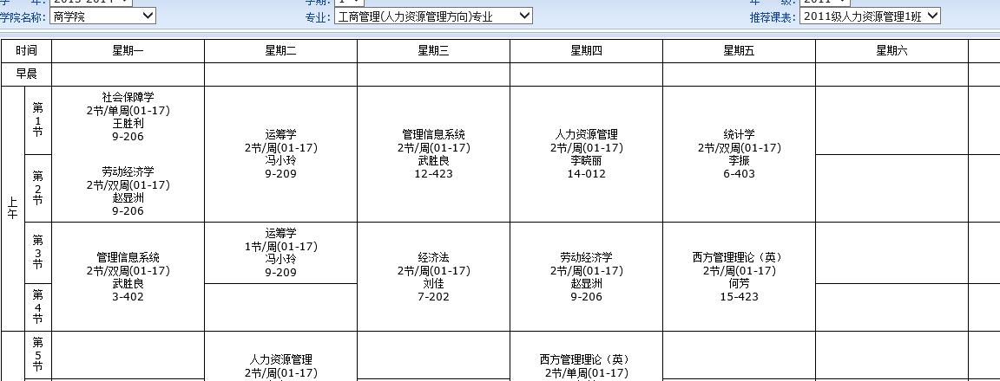 学院名称: 商学院 专业: 工商管理(人力资源管理方向)专业 推荐课表: 2011级人力资源管理1班
时间 星期一 星期二 星期三 星期四 星期五 星期六
早晨
上午
第1节
社会保障学
2节/单周(01-17)
王胜利
9-206
第2节
劳动经济学
2节/双周(01-17)
赵显洲
9-206
运筹学
2节/周(01-17)
冯小玲
9-209
管理信息系统
2节/周(01-17)
武胜良
12-423
人力资源管理
2节/周(01-17)
李晓丽
14-012
统计学
2节/双周(01-17)
李振
6-403
第3节
管理信息系统
2节/双周(01-17)
武胜良
3-402
运筹学
1节/周(01-17)
冯小玲
9-209
经济法
2节/周(01-17)
刘佳
7-202
劳动经济学
2节/周(01-17)
赵显洲
9-206
西方管理理论（英）
2节/周(01-17)
何芳
15-423
第4节
第5节
人力资源管理
2节/周(01-17)
西方管理理论（英）
2节/单周(01-17)